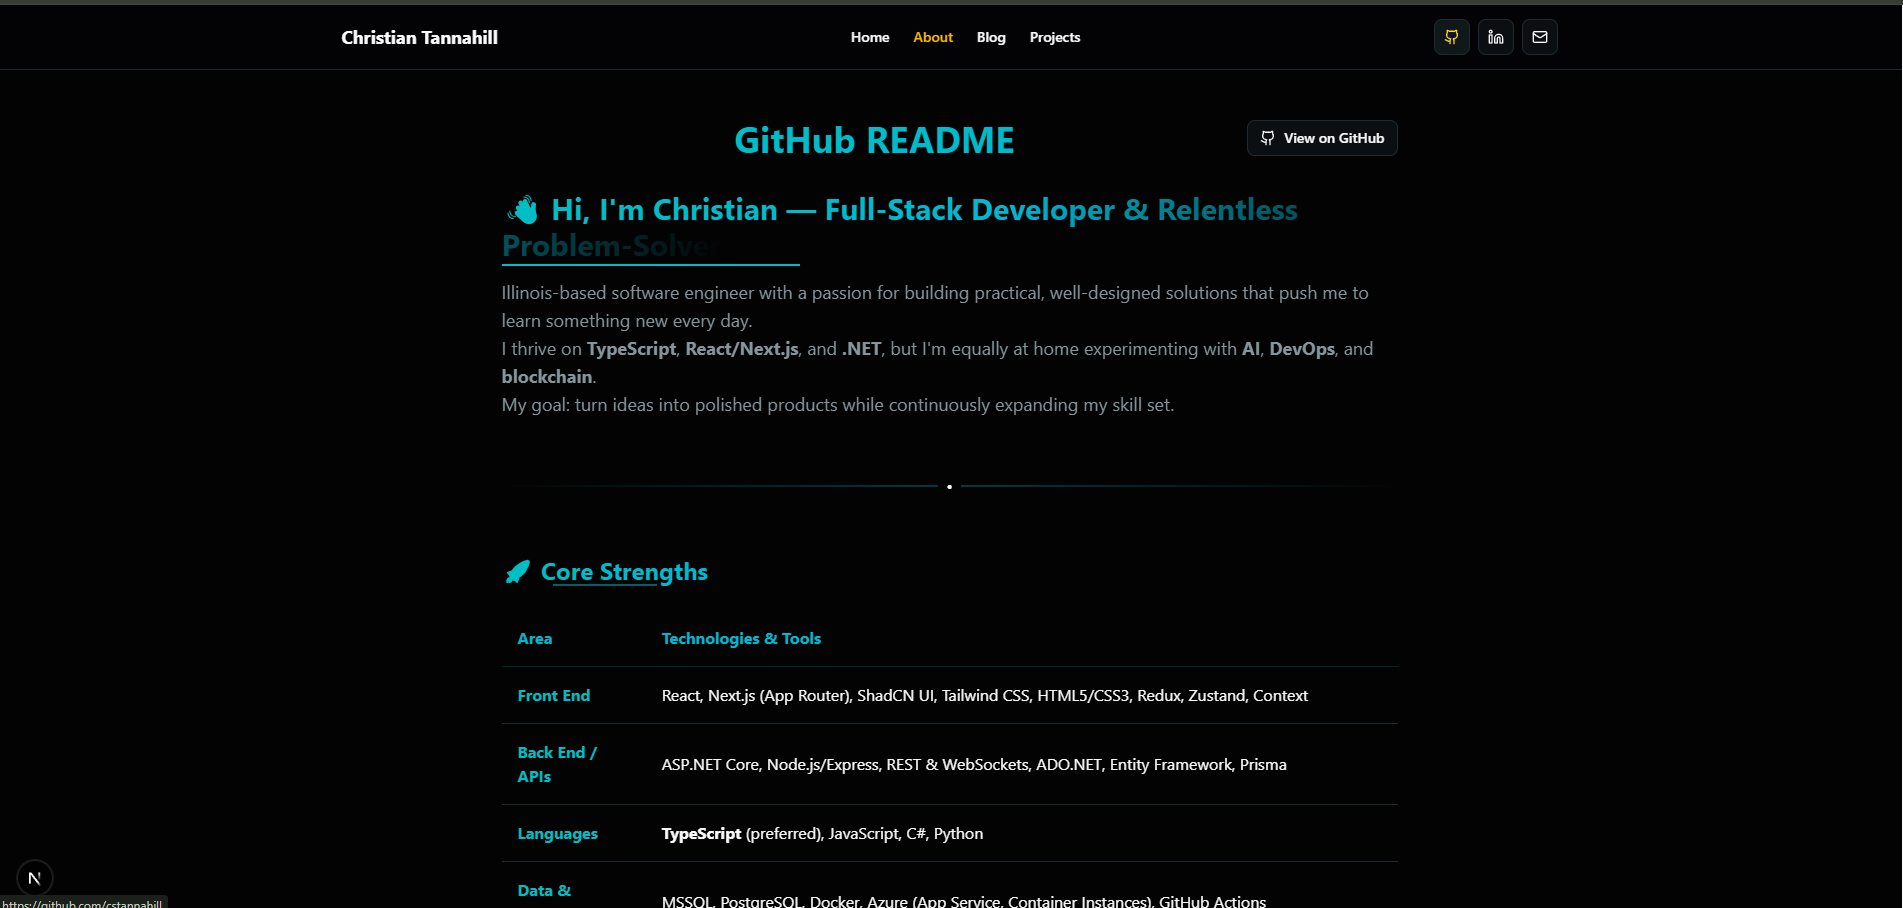 Christian Tannahill
Home About Blog Projects
GitHub README
View on GitHub
👋 Hi, I'm Christian — Full-Stack Developer & Relentless
Problem-Solver
Illinois-based software engineer with a passion for building practical, well-designed solutions that push me to
learn something new every day.
I thrive on TypeScript, React/Next.js, and .NET, but I'm equally at home experimenting with AI, DevOps, and
blockchain.
My goal: turn ideas into polished products while continuously expanding my skill set.
🚀 Core Strengths
Area Technologies & Tools
Front End React, Next.js (App Router), ShadCN UI, Tailwind CSS, HTML5/CSS3, Redux, Zustand, Context
Back End /
APIs
ASP.NET Core, Node.js/Express, REST & WebSockets, ADO.NET, Entity Framework, Prisma
Languages TypeScript (preferred), JavaScript, C#, Python
Data &
MSSQL, PostgreSQL, Docker, Azure (App Service, Container Instances), GitHub Actions
N
https://github.com/cstannahill